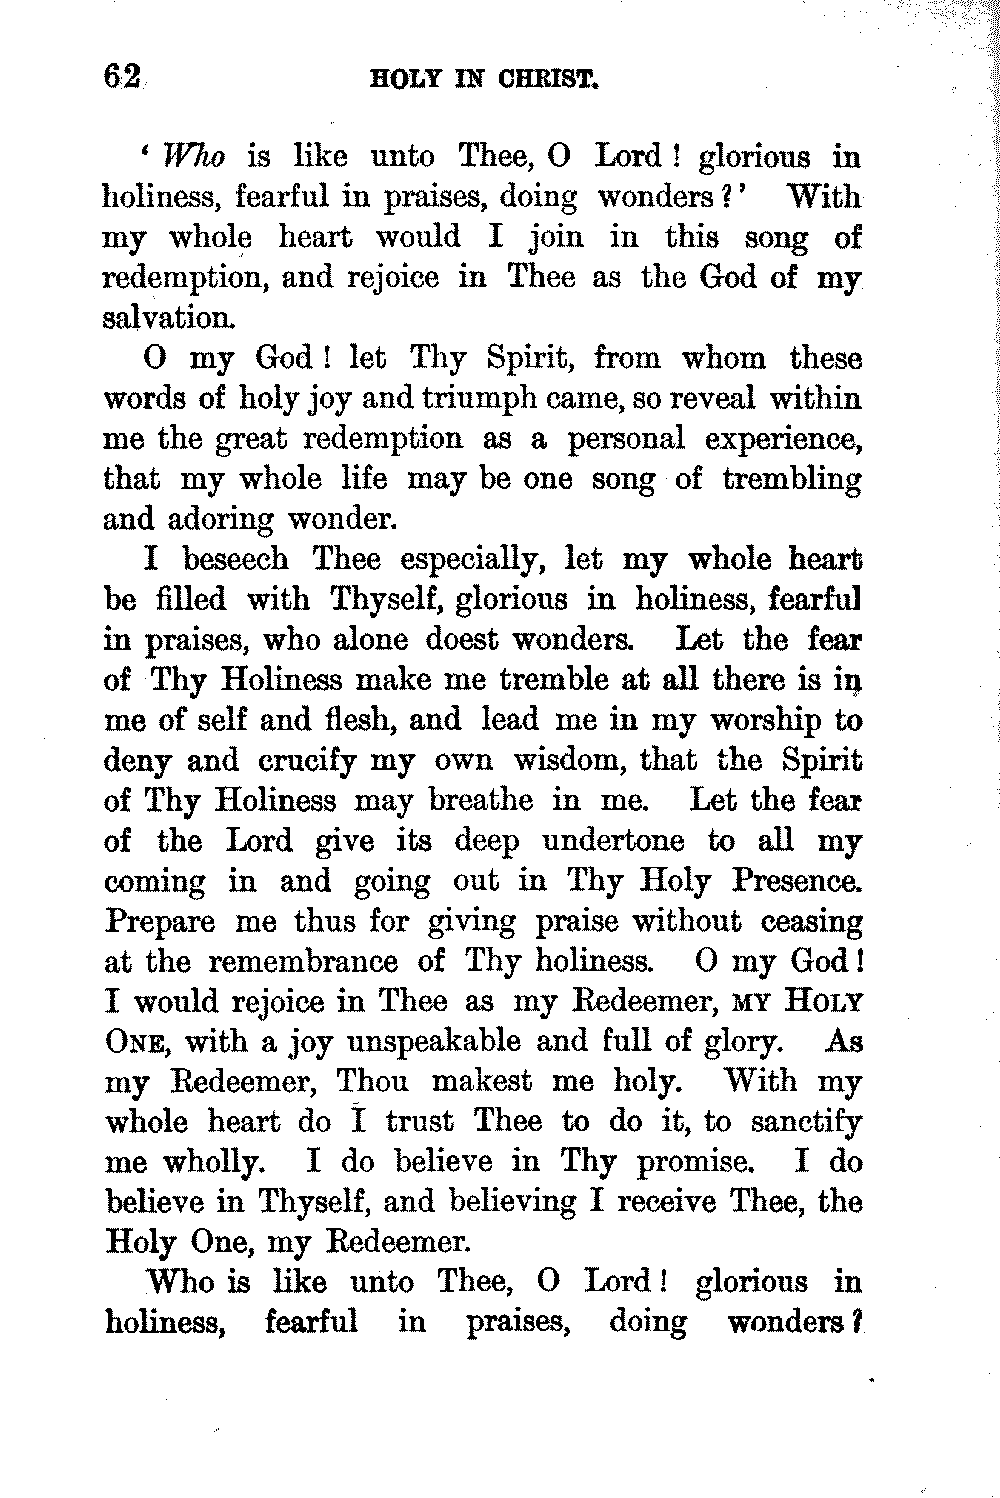 62 HOLY IN CHRIST.
‘ Who is like unto Thee, O Lord ! glorious in
holiness, fearful in praises, doing wonders ?’ With
my whole heart would I join in this song of
redemption, and rejoice in Thee as the God of my
salvation.
O my God ! let Thy Spirit, from whom these
words of holy joy and triumph came, so reveal within
me the great redemption as a personal experience,
that my whole life may be one song of trembling
and adoring wonder.
I beseech Thee especially, let my whole heart
be filled with Thyself, glorious in holiness, fearful
in praises, who alone doest wonders. Let the fear
of Thy Holiness make me tremble at all there is in
me of self and flesh, and lead me in my worship to
deny and crucify my own wisdom, that the Spirit
of Thy Holiness may breathe in me. Let the fear
of the Lord give its deep undertone to all my
coming in and going out in Thy Holy Presence.
Prepare me thus for giving praise without ceasing
at the remembrance of Thy holiness. O my God !
I would rejoice in Thee as my Redeemer, MY HOLY
ONE, with a joy unspeakable and full of glory. As
my Redeemer, Thou makest me holy. With my
whole heart do I trust Thee to do it, to sanctify
me wholly. I do believe in Thy promise. I do
believe in Thyself, and believing I receive Thee, the
Holy One, my Redeemer.
Who is like unto Thee, O Lord ! glorious in
holiness, fearful in praises, doing wonders ?